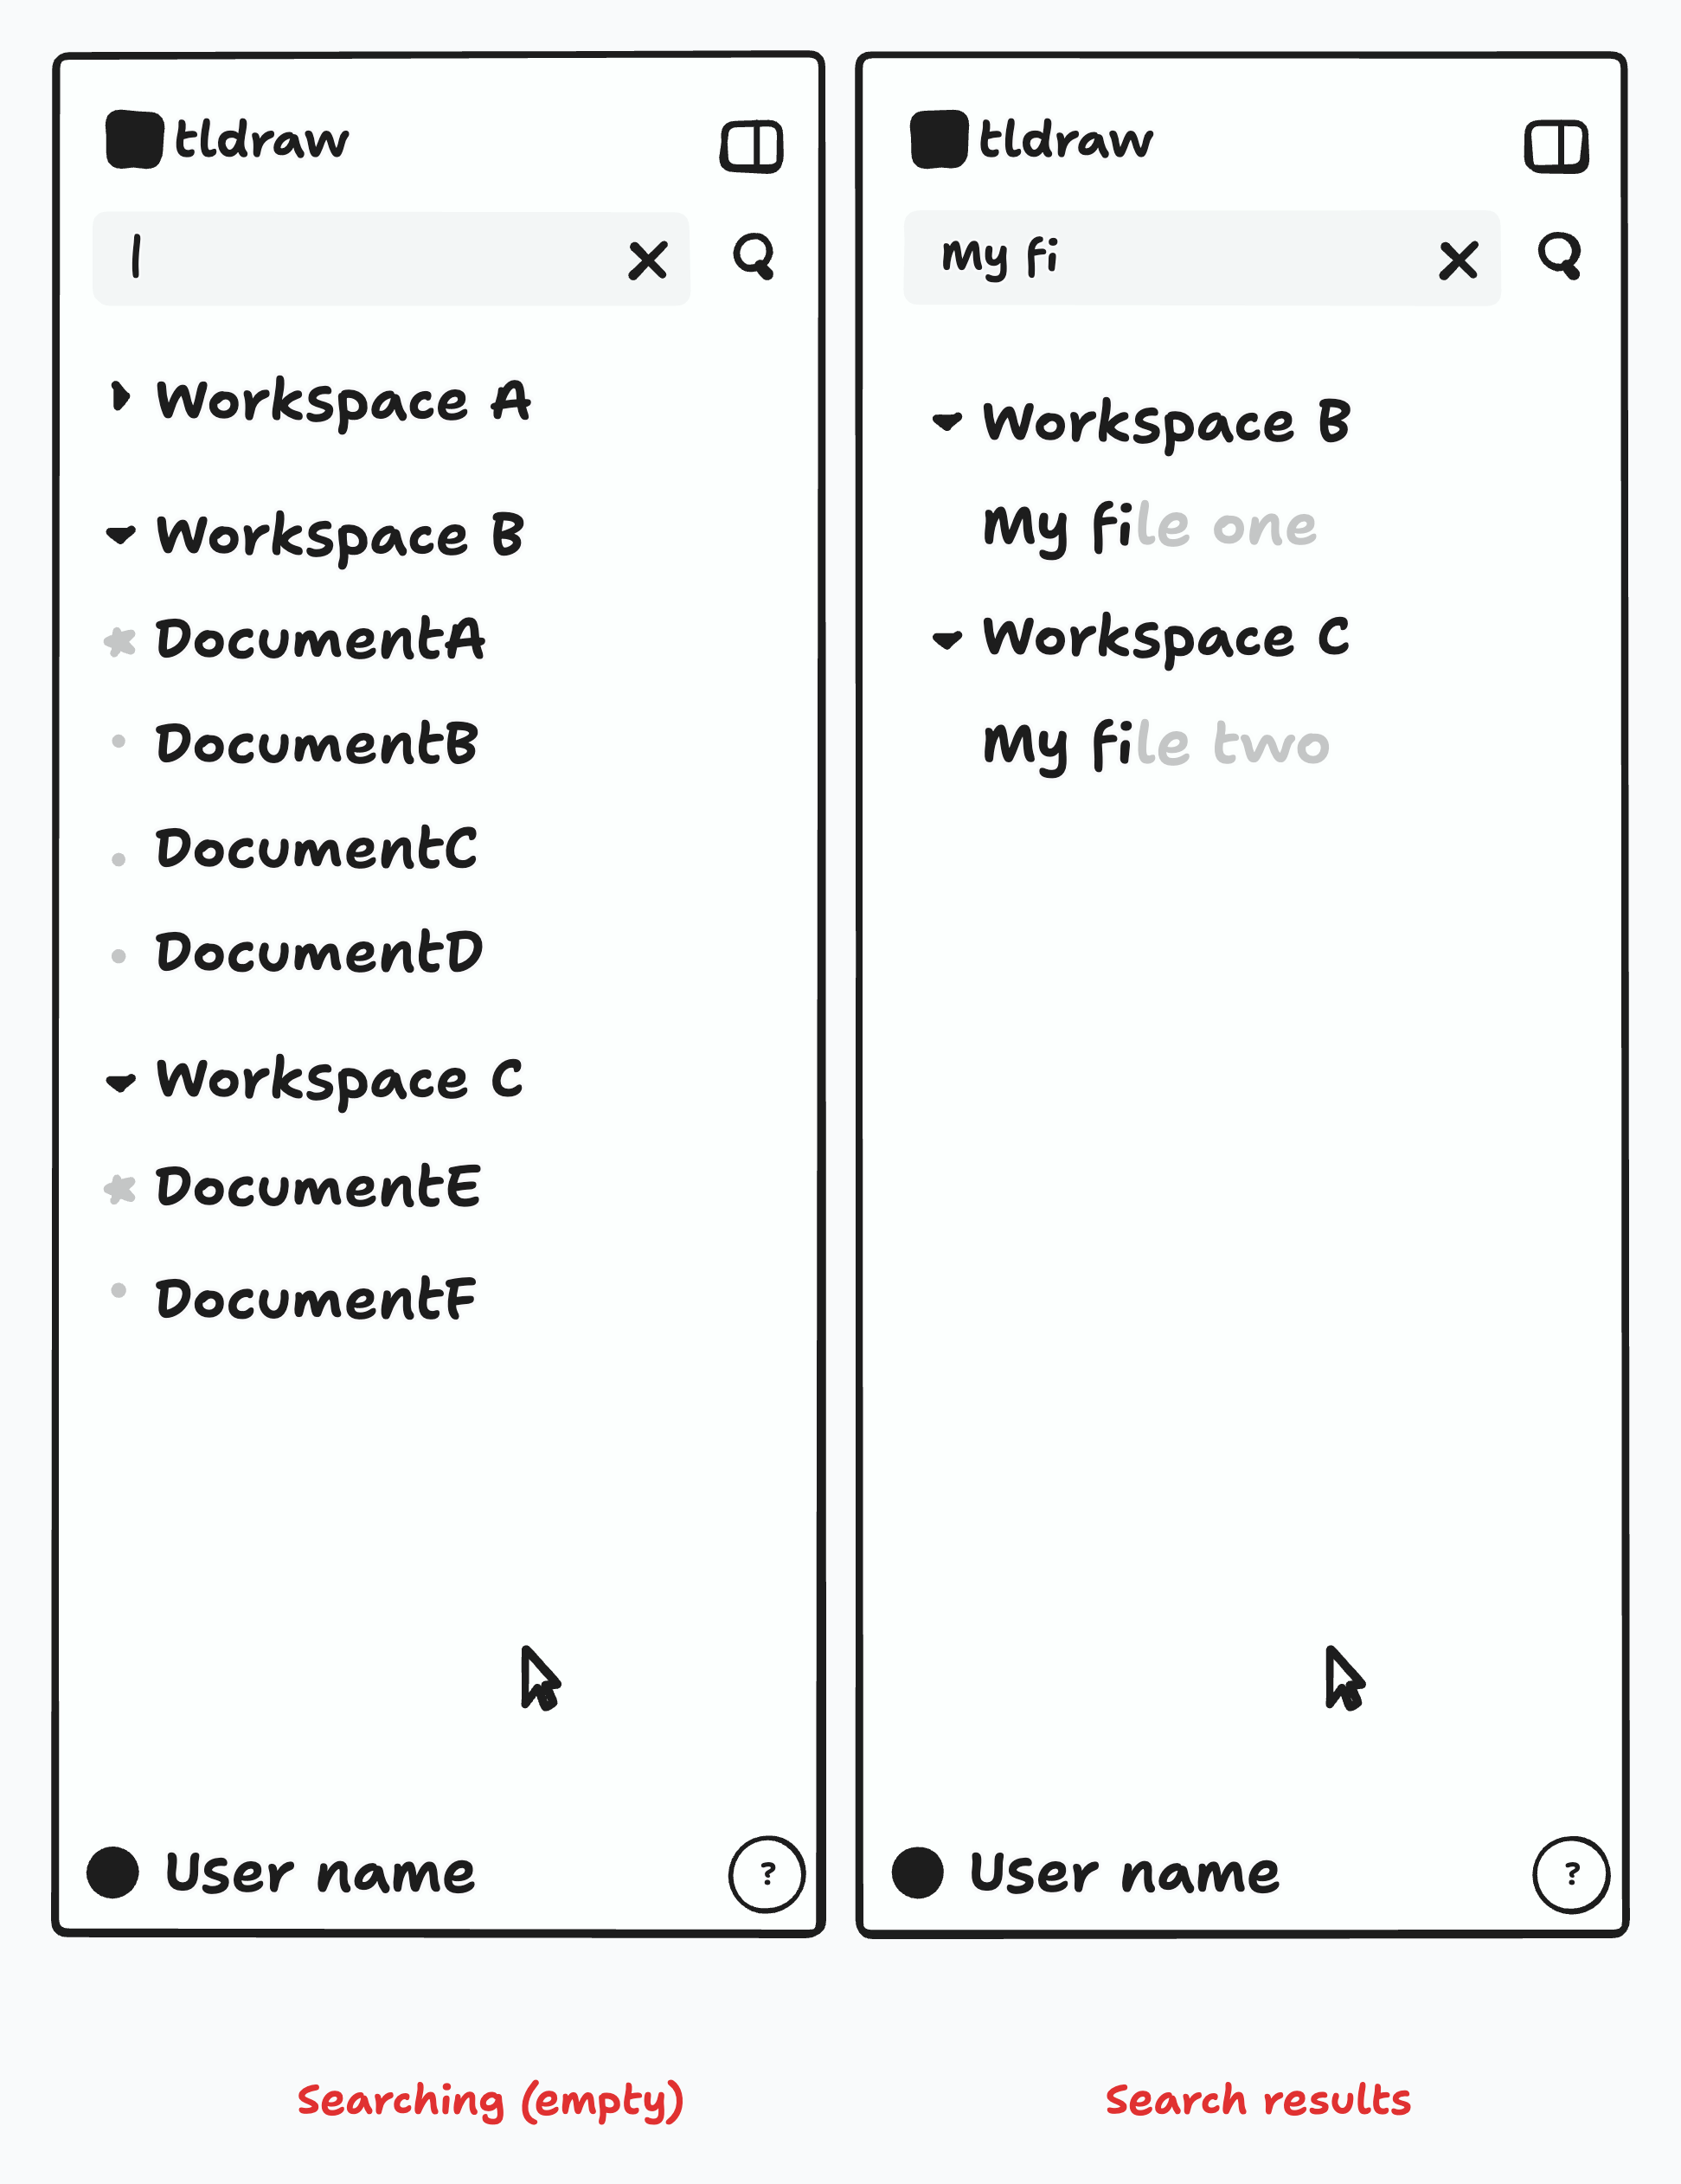 tldraw
Workspace A
Workspace B
DocumentA
DocumentB
DocumentC
DocumentD
Workspace C
DocumentE
DocumentF
User name
?
Searching (empty)
tldraw
My fi
Workspace B
My file one
Workspace C
My file two
User name
?
Search results